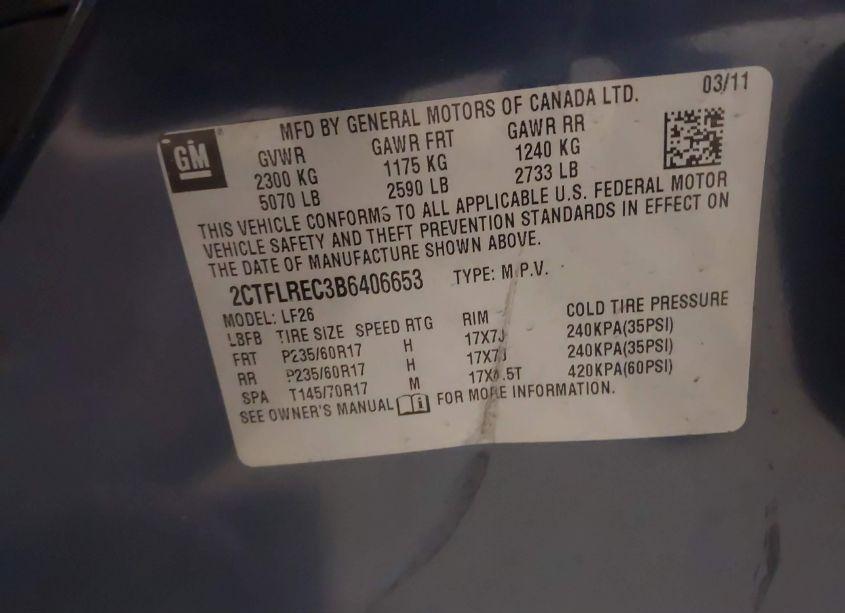 03/11
MFD BY GENERAL MOTORS OF CANADA LTD.
GM
GVWR GAWR FRT GAWR RR
2300 KG 1175 KG 1240 KG
5070 LB 2590 LB 2733 LB
THIS VEHICLE CONFORMS TO ALL APPLICABLE U.S. FEDERAL MOTOR
VEHICLE SAFETY AND THEFT PREVENTION STANDARDS IN EFFECT ON
THE DATE OF MANUFACTURE SHOWN ABOVE.
2CTFLREC3B6406653 TYPE: M.P.V.
MODEL: LF26
LBFB TIRE SIZE SPEED RTG RIM COLD TIRE PRESSURE
FRT P235/60R17 H 17X7J 240KPA(35PSI)
RR P235/60R17 H 17X7J 240KPA(35PSI)
SPA T145/70R17 M 420KPA(60PSI)
SEE OWNER'S MANUAL FOR MORE INFORMATION.